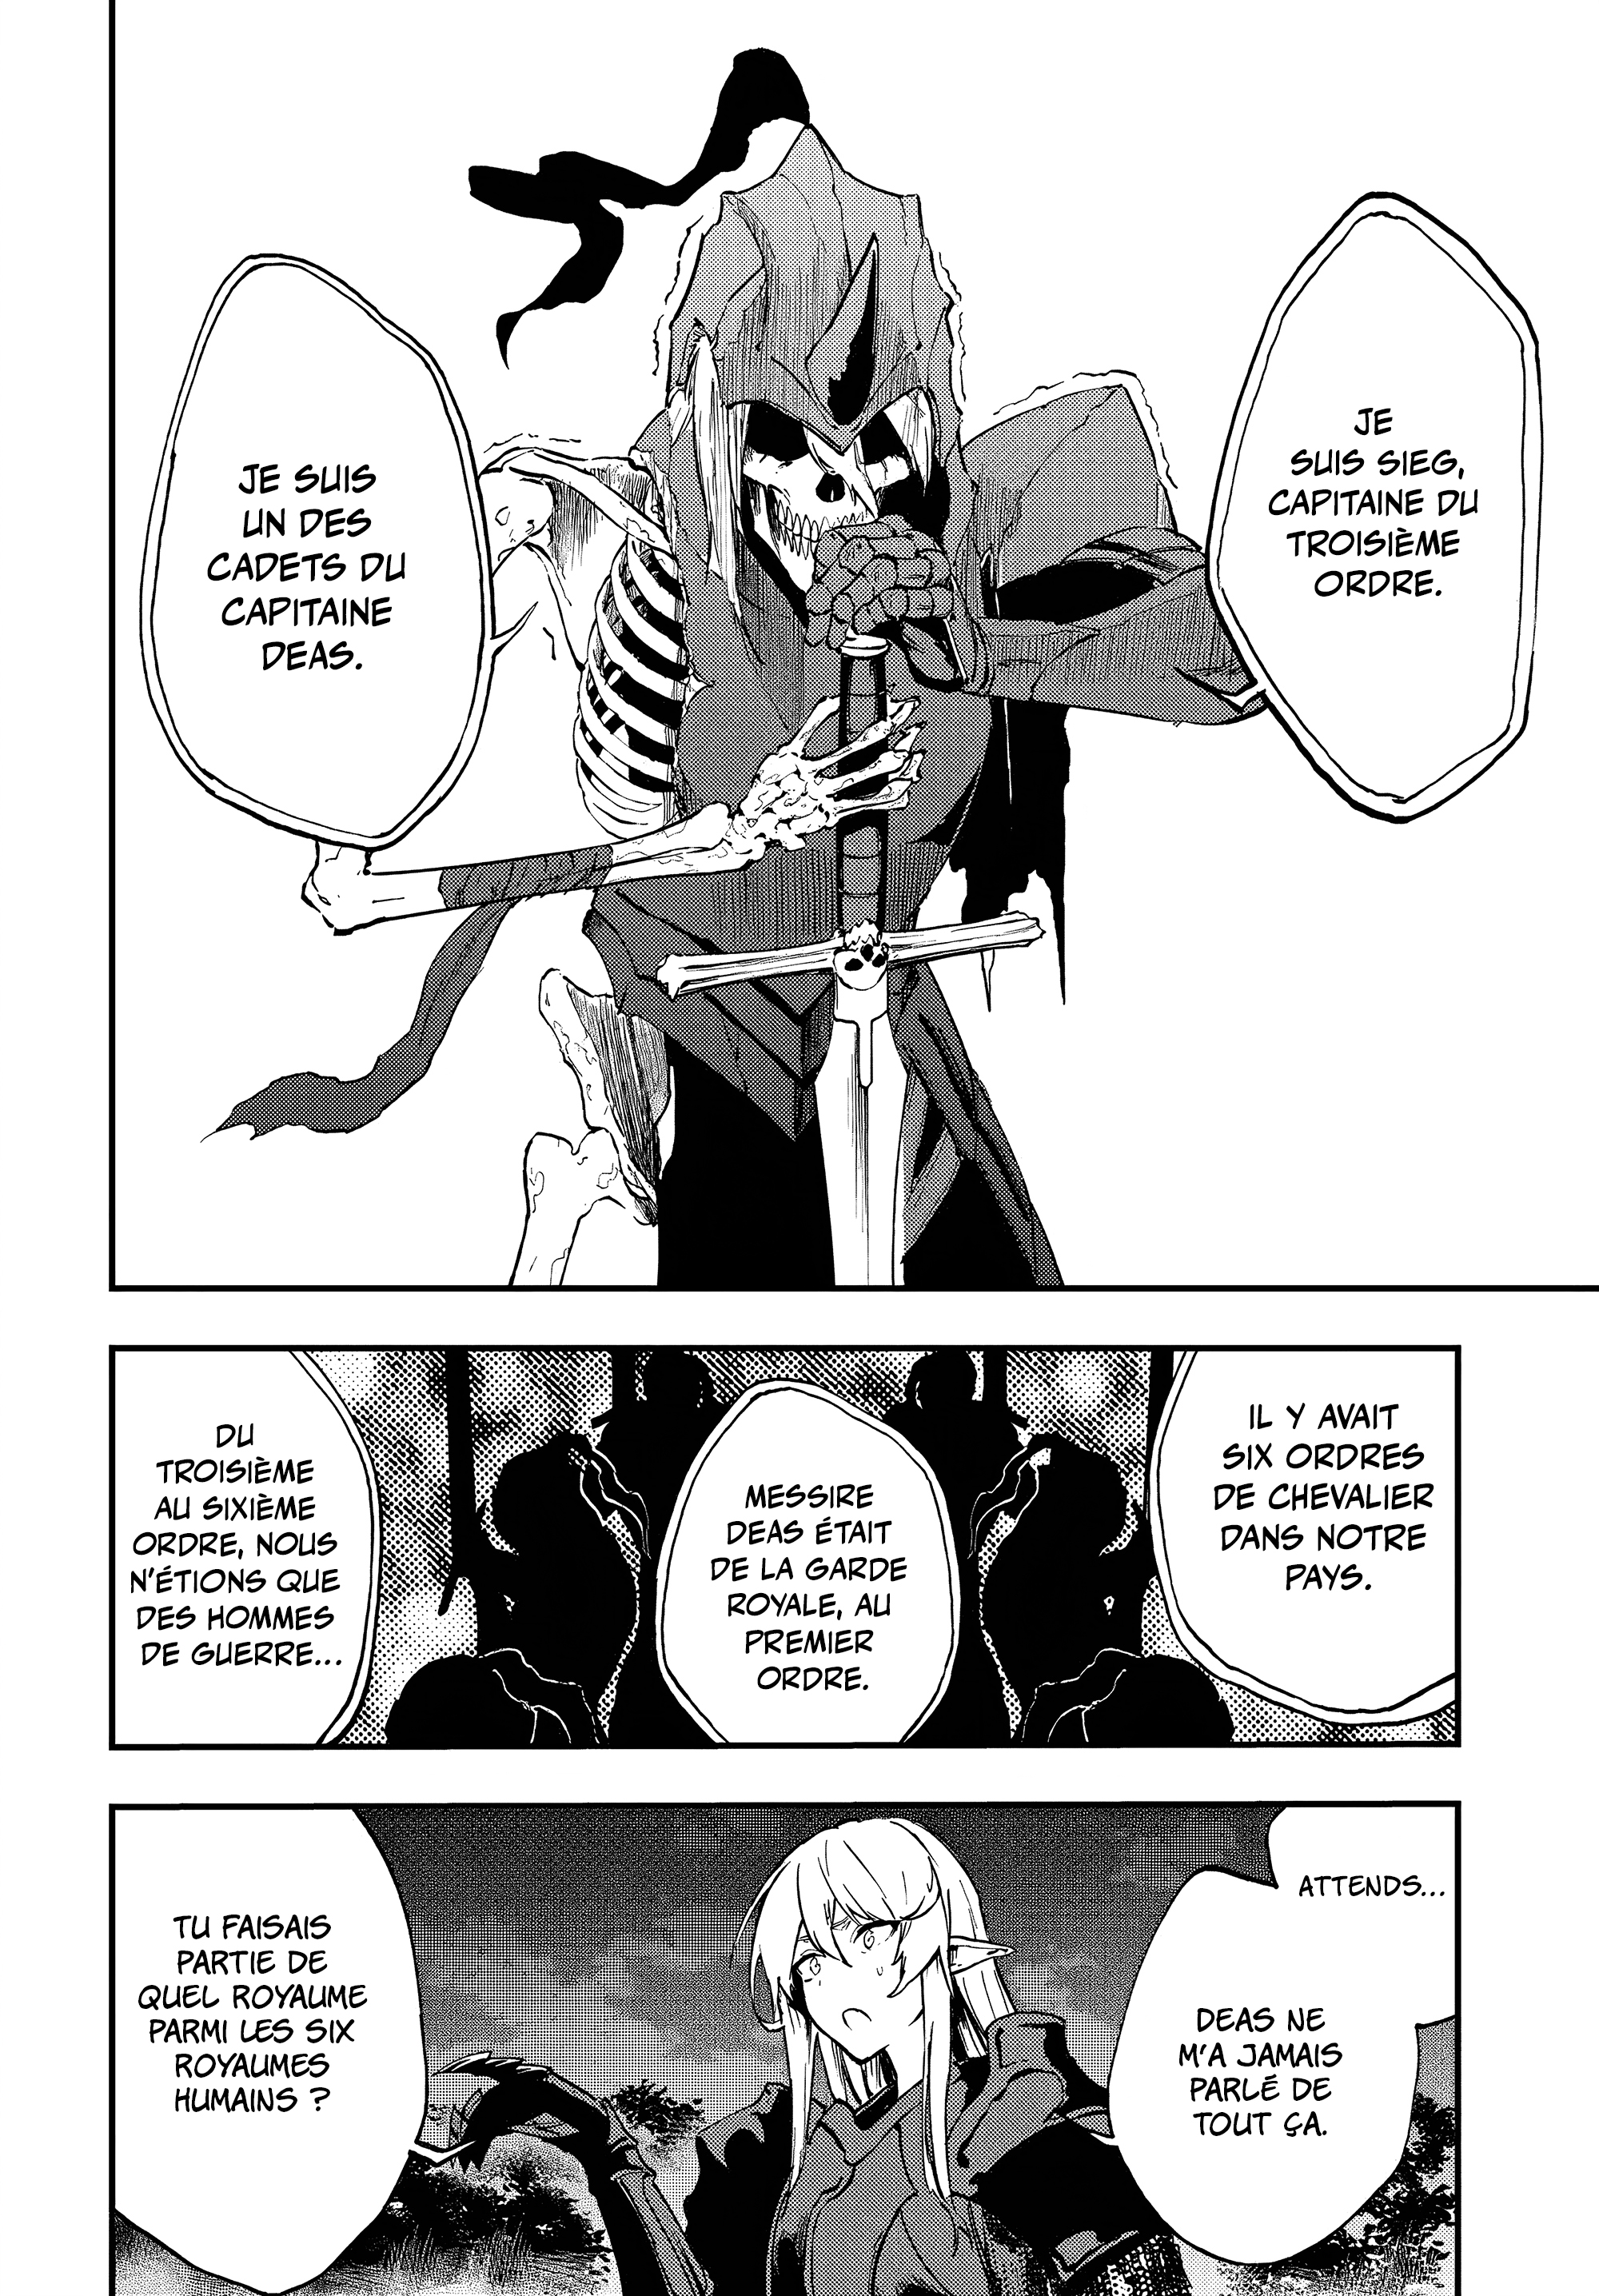 JE
SUIS SIEG,
CAPITAINE DU
TROISIÈME
ORDRE.
JE SUIS
UN DES
CADETS DU
CAPITAINE
DEAS.
IL Y AVAIT
SIX ORDRES
DE CHEVALIER
DANS NOTRE
PAYS.
MESSIRE
DEAS ÉTAIT
DE LA GARDE
ROYALE, AU
PREMIER
ORDRE.
DU
TROISIÈME
AU SIXIÈME
ORDRE, NOUS
N'ÉTIONS QUE
DES HOMMES
DE GUERRE...
ATTENDS...
DEAS NE
M'A JAMAIS
PARLÉ DE
TOUT ÇA.
TU FAISAIS
PARTIE DE
QUEL ROYAUME
PARMI LES SIX
ROYAUMES
HUMAINS ?